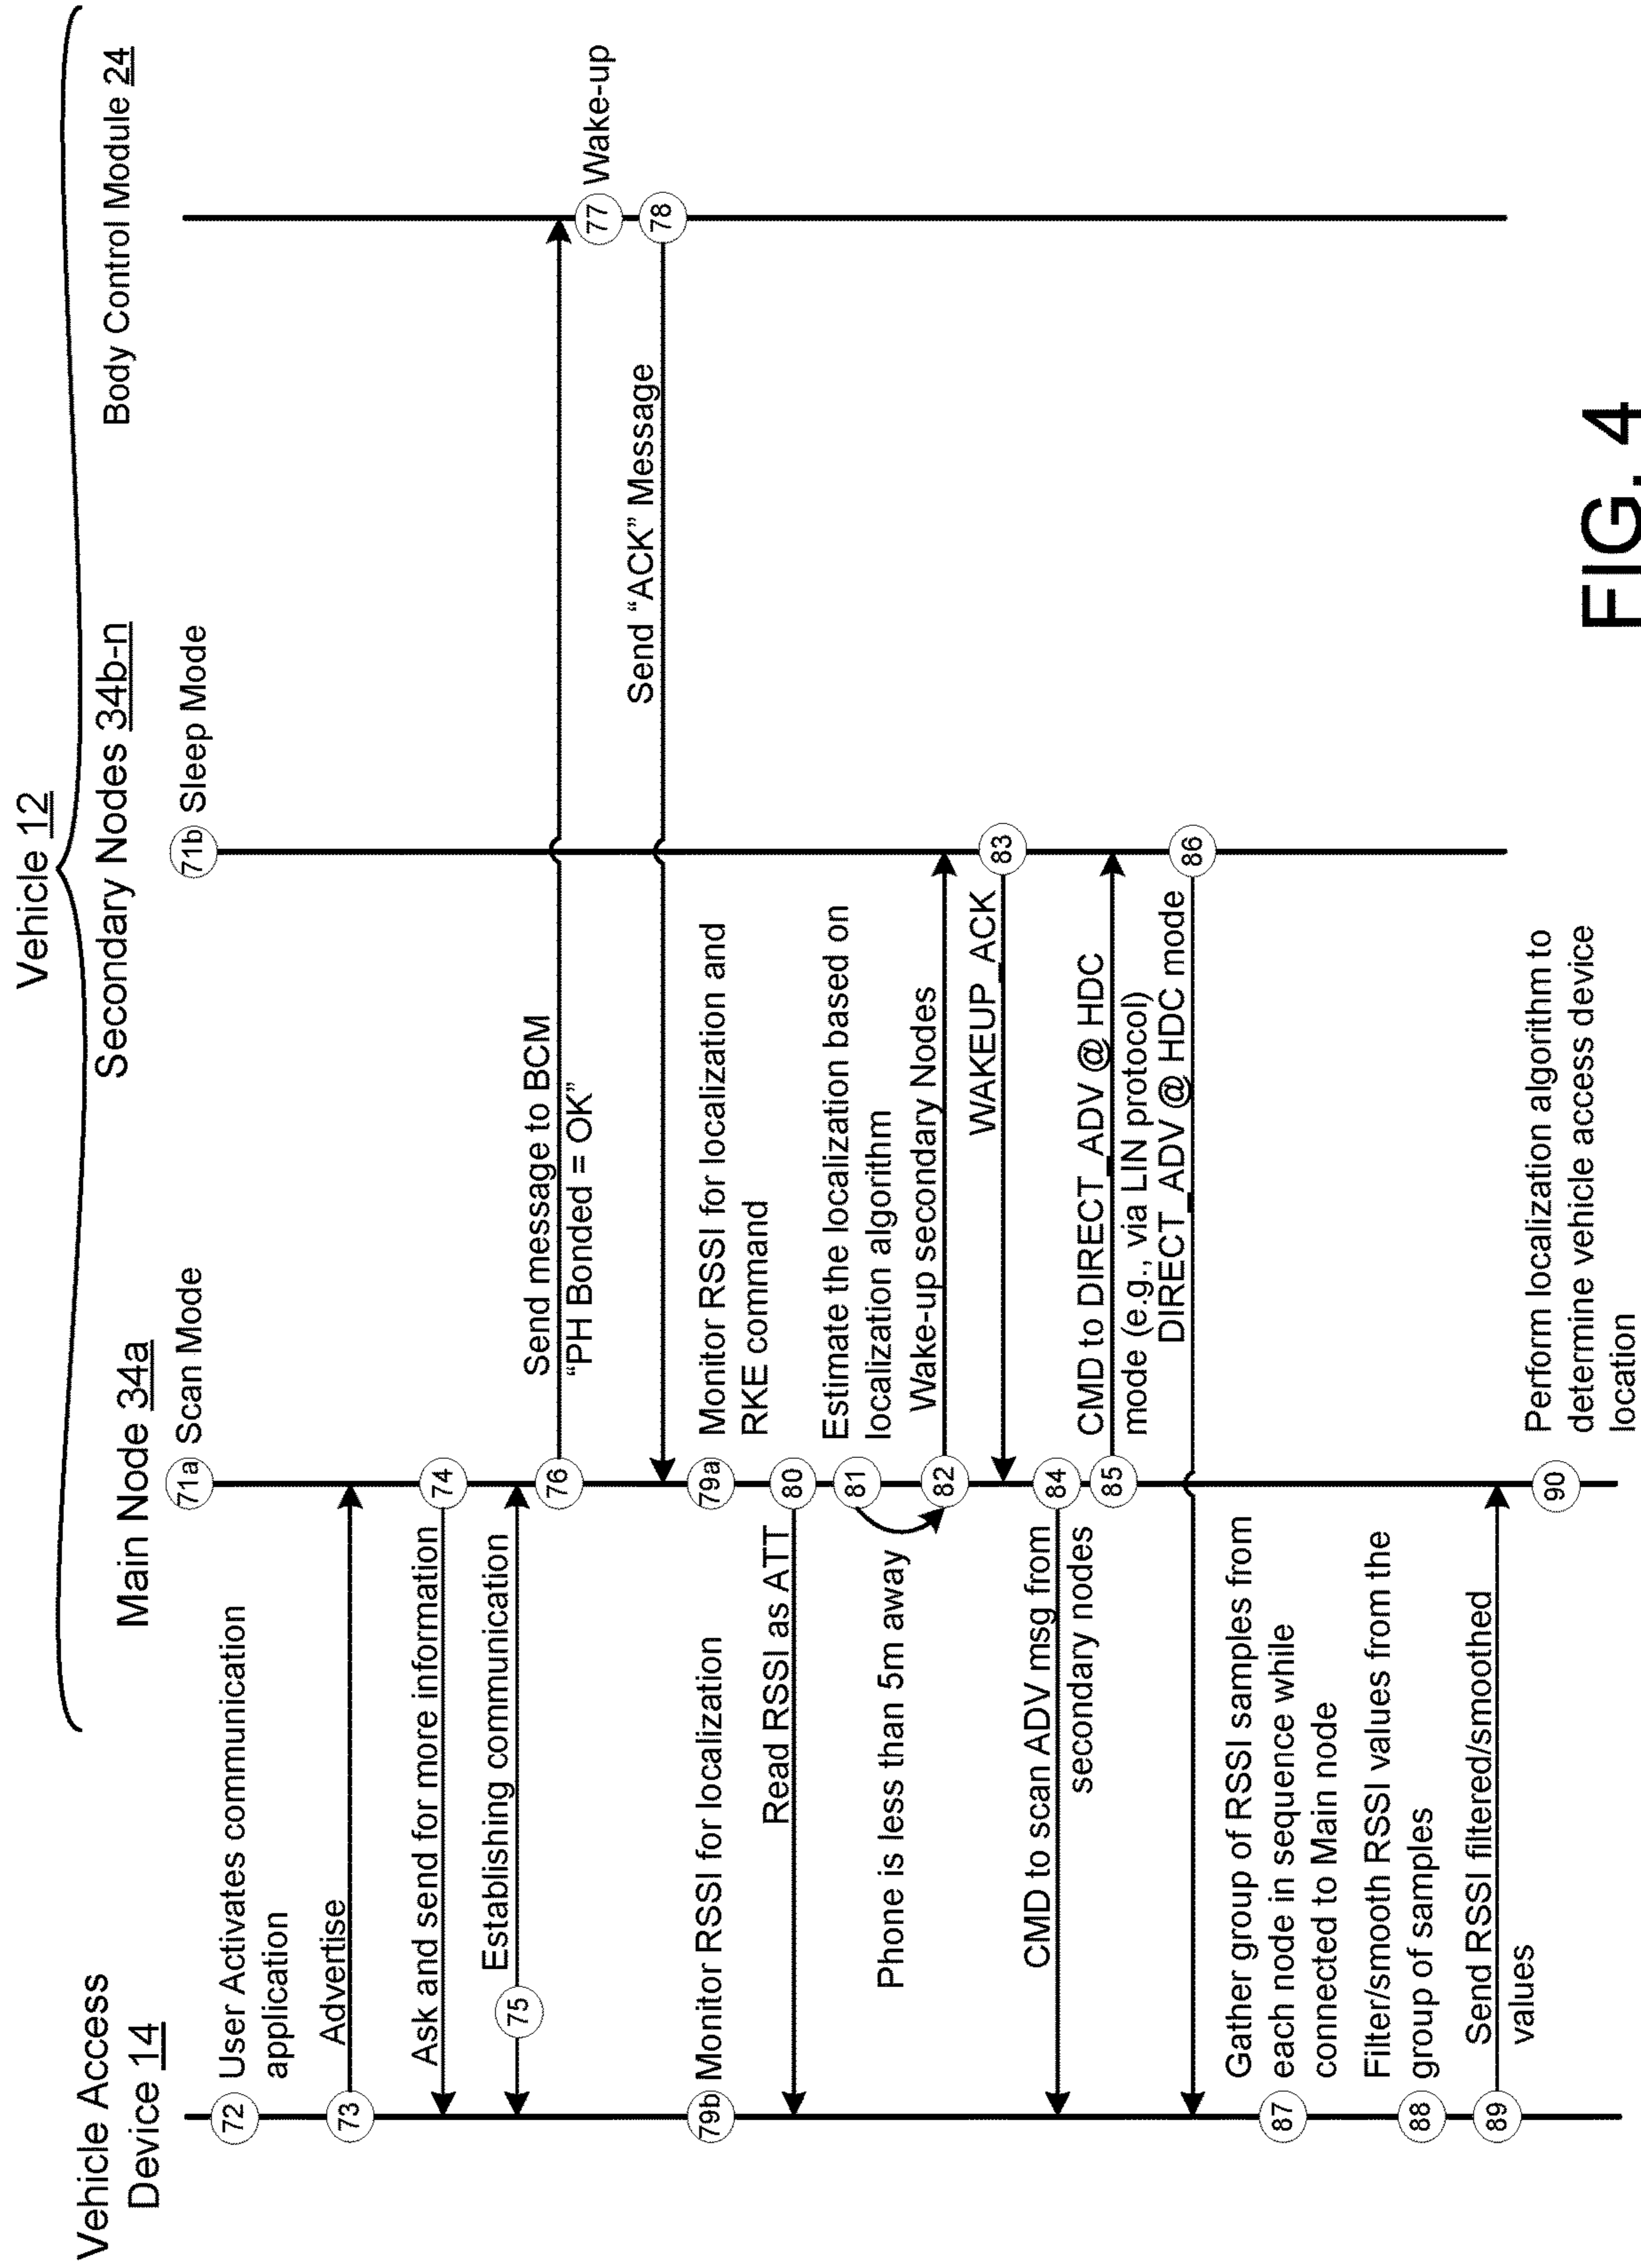 Vehicle 12
Vehicle Access
Device 14
Main Node 34a
Secondary Nodes 34b-n
Body Control Module 24
71a Scan Mode
71b Sleep Mode
72 User Activates communication
application
Advertise
73
Ask and send for more information
74
Establishing communication
75
Send message to BCM
76
“PH Bonded = OK”
77 Wake-up
Send “ACK” Message
78
79b Monitor RSSI for localization
79a Monitor RSSI for localization and
RKE command
Read RSSI as ATT
80
81
Estimate the localization based on
localization algorithm
Phone is less than 5m away
Wake-up secondary Nodes
82
WAKEUP_ACK
83
CMD to scan ADV msg from
84
secondary nodes
CMD to DIRECT_ADV @ HDC
85
mode (e.g., via LIN protocol)
DIRECT_ADV @ HDC mode
86
Gather group of RSSI samples from
87 each node in sequence while
connected to Main node
Filter/smooth RSSI values from the
88 group of samples
Send RSSI filtered/smoothed
89
values
90
Perform localization algorithm to
determine vehicle access device
location
FIG. 4